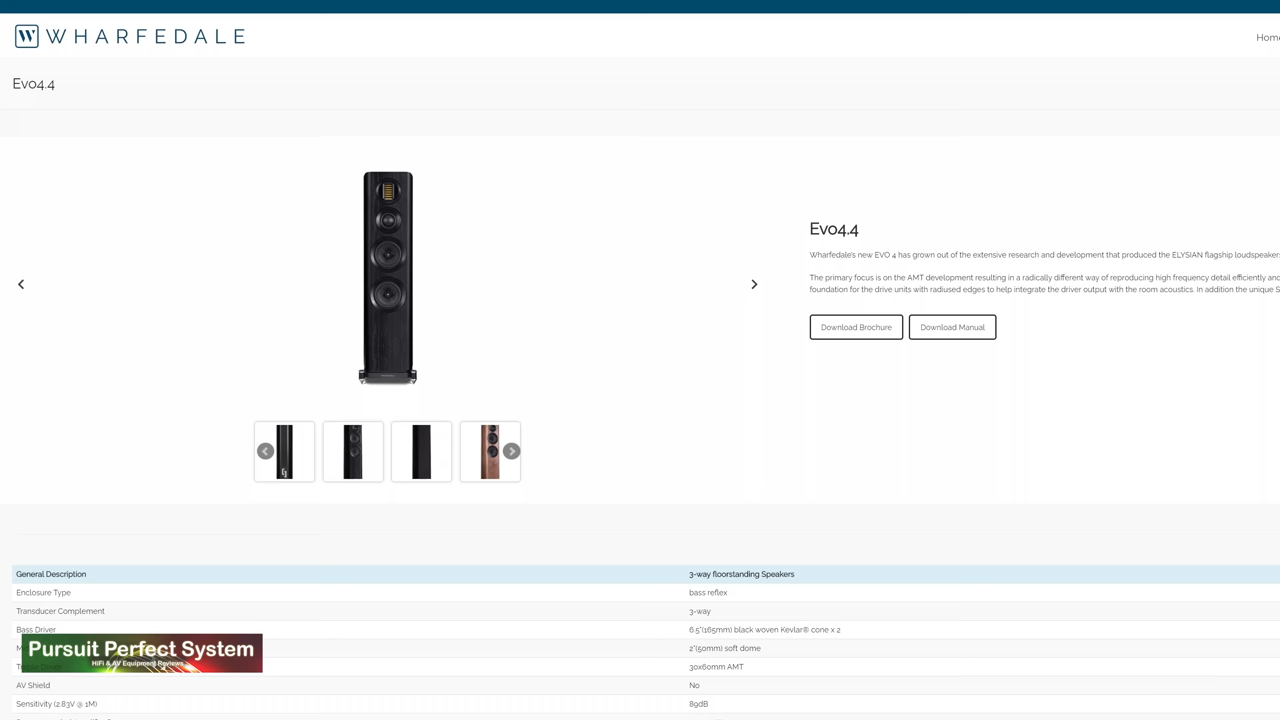 WHARFEDALE
Home
Evo4.4
Evo4.4
Wharfedale's new EVO 4 has grown out of the extensive research and development that produced the ELYSIAN flagship loudspeakers
The primary focus is on the AMT development resulting in a radically different way of reproducing high frequency detail efficiently and
foundation for the drive units with radiused edges to help integrate the driver output with the room acoustics. In addition the unique S
Download Brochure Download Manual
General Description 3-way floorstanding Speakers
Enclosure Type bass reflex
Transducer Complement 3-way
Bass Driver 6.5"(165mm) black woven Kevlar® cone x 2
2"(50mm) soft dome
30x60mm AMT
AV Shield No
Sensitivity (2.83V @ 1M) 89dB
Pursuit Perfect System
HiFi & AV Equipment Reviews